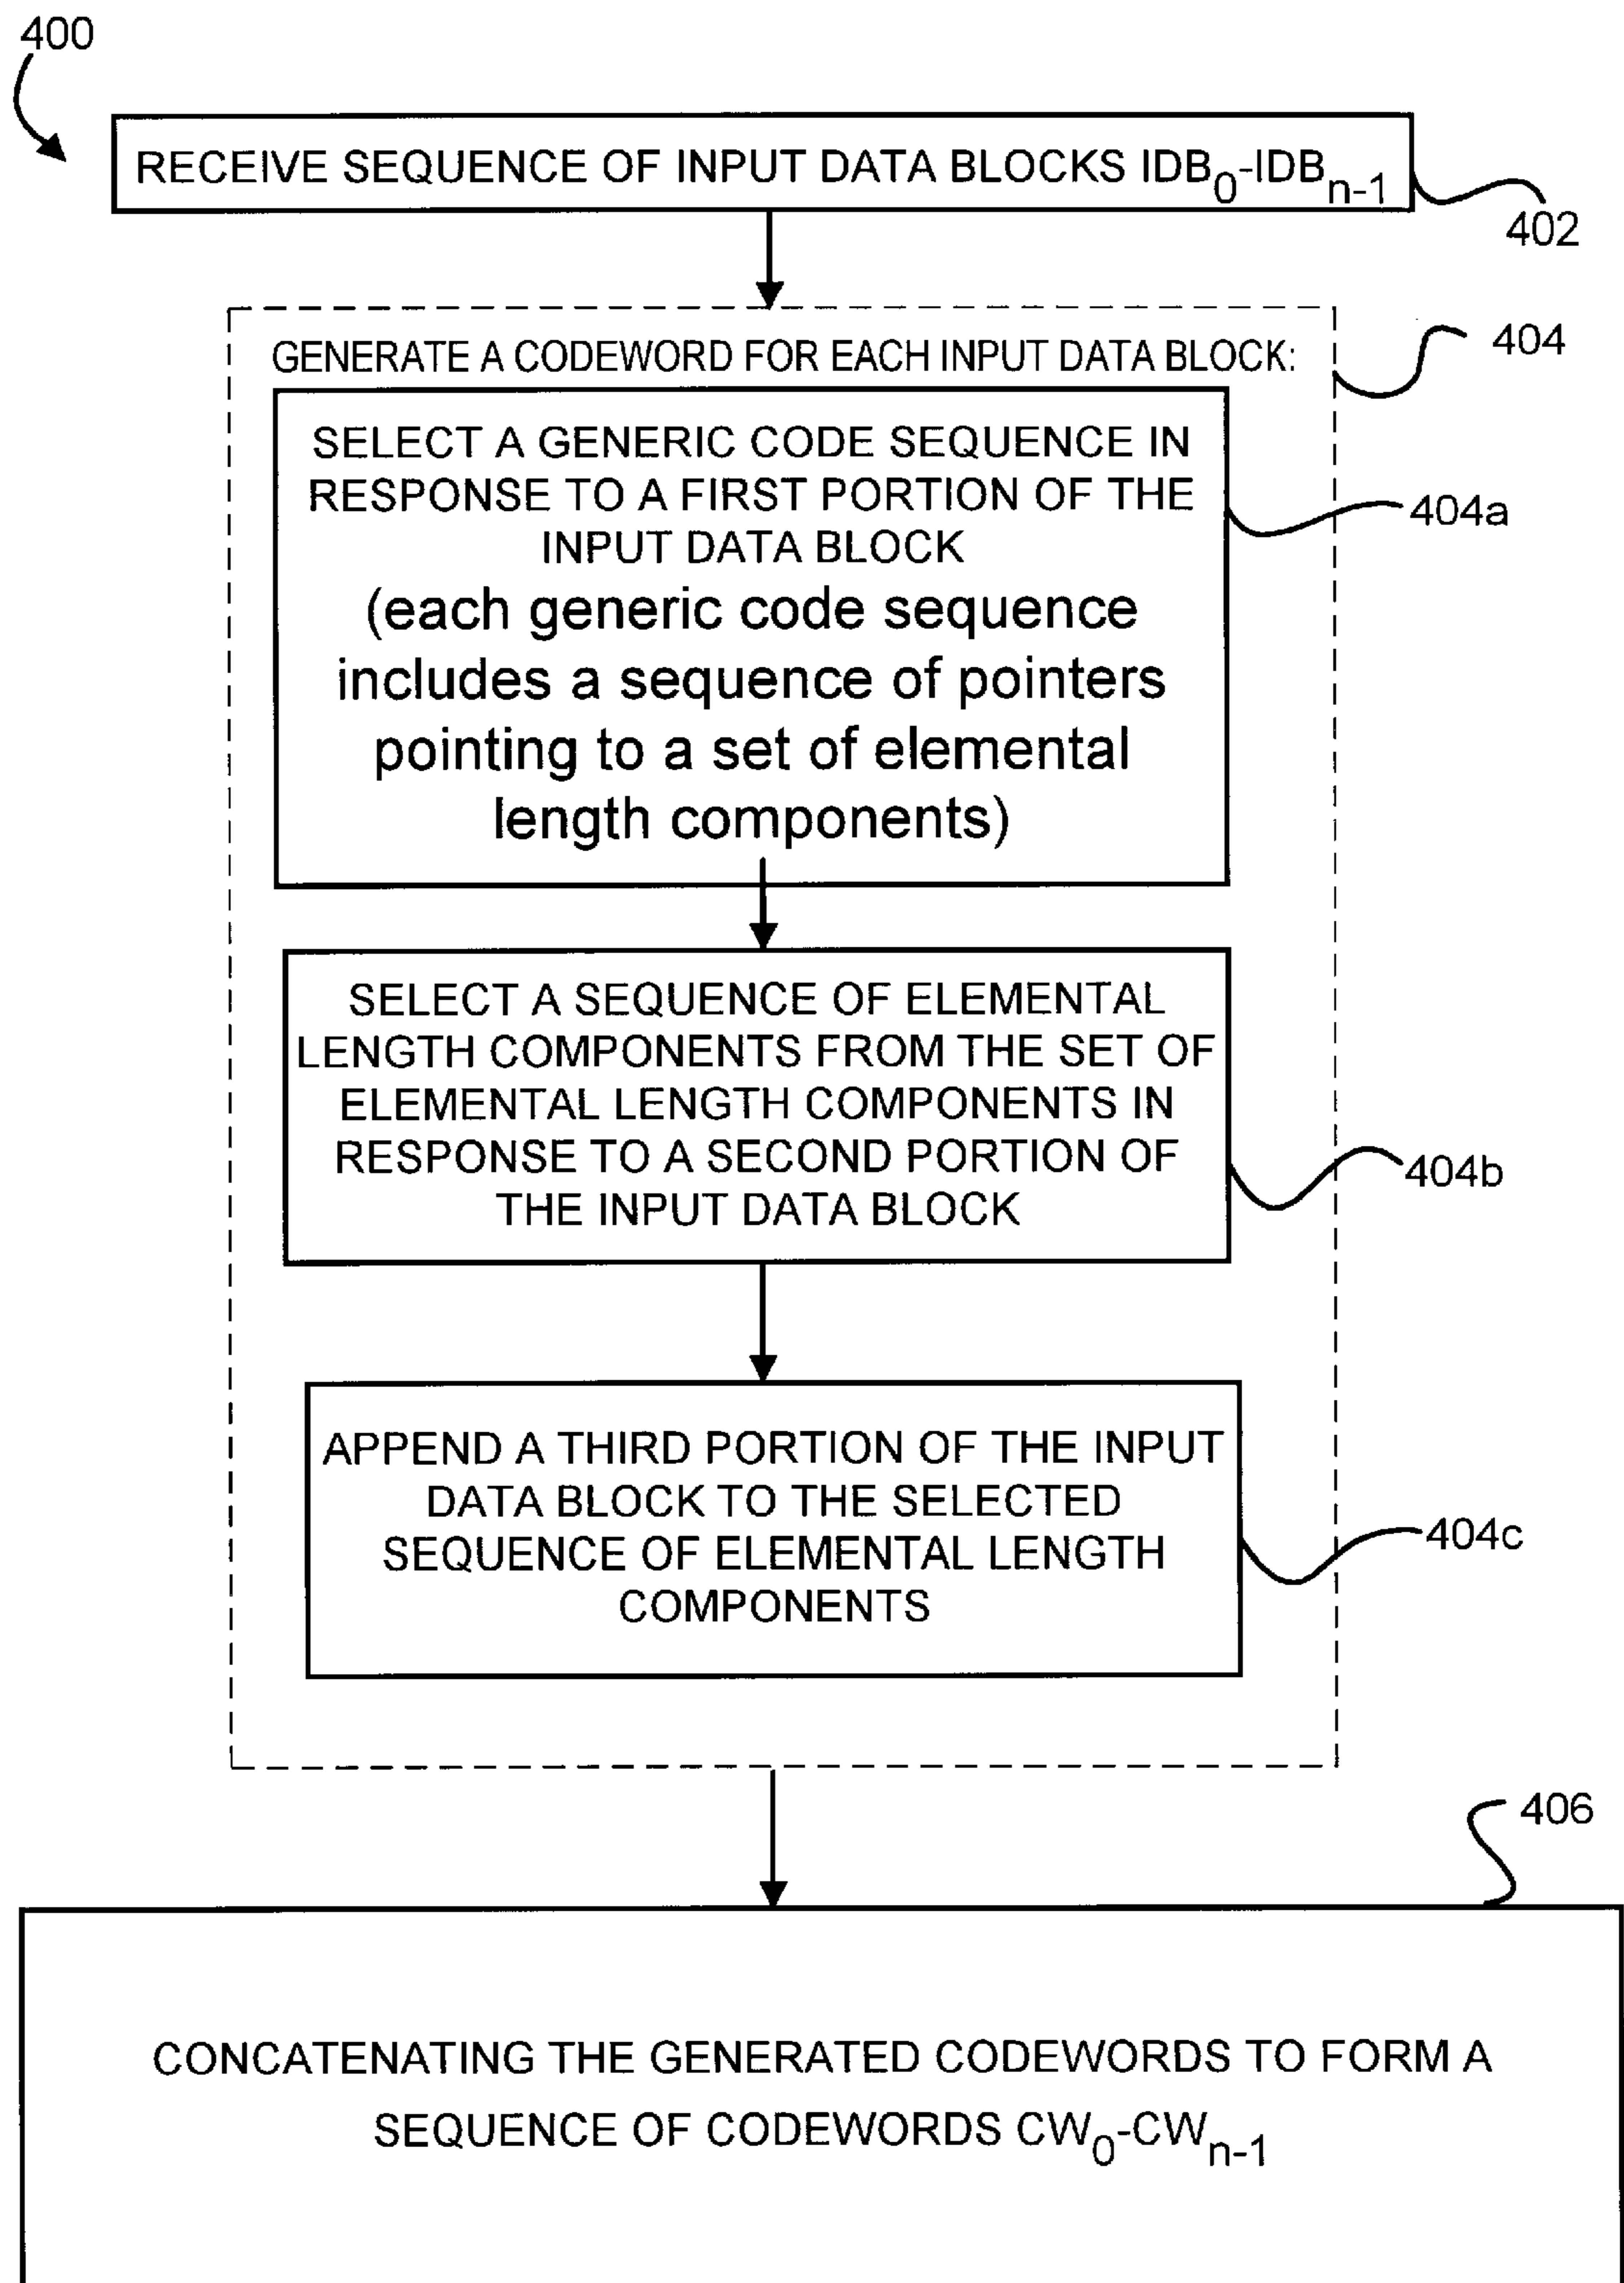 400
RECEIVE SEQUENCE OF INPUT DATA BLOCKS IDB0-IDBn-1
402
404
GENERATE A CODEWORD FOR EACH INPUT DATA BLOCK:
SELECT A GENERIC CODE SEQUENCE IN
RESPONSE TO A FIRST PORTION OF THE
INPUT DATA BLOCK
(each generic code sequence
includes a sequence of pointers
pointing to a set of elemental
length components)
404a
SELECT A SEQUENCE OF ELEMENTAL
LENGTH COMPONENTS FROM THE SET OF
ELEMENTAL LENGTH COMPONENTS IN
RESPONSE TO A SECOND PORTION OF
THE INPUT DATA BLOCK
404b
APPEND A THIRD PORTION OF THE INPUT
DATA BLOCK TO THE SELECTED
SEQUENCE OF ELEMENTAL LENGTH
COMPONENTS
404c
406
CONCATENATING THE GENERATED CODEWORDS TO FORM A
SEQUENCE OF CODEWORDS CW0-CWn-1